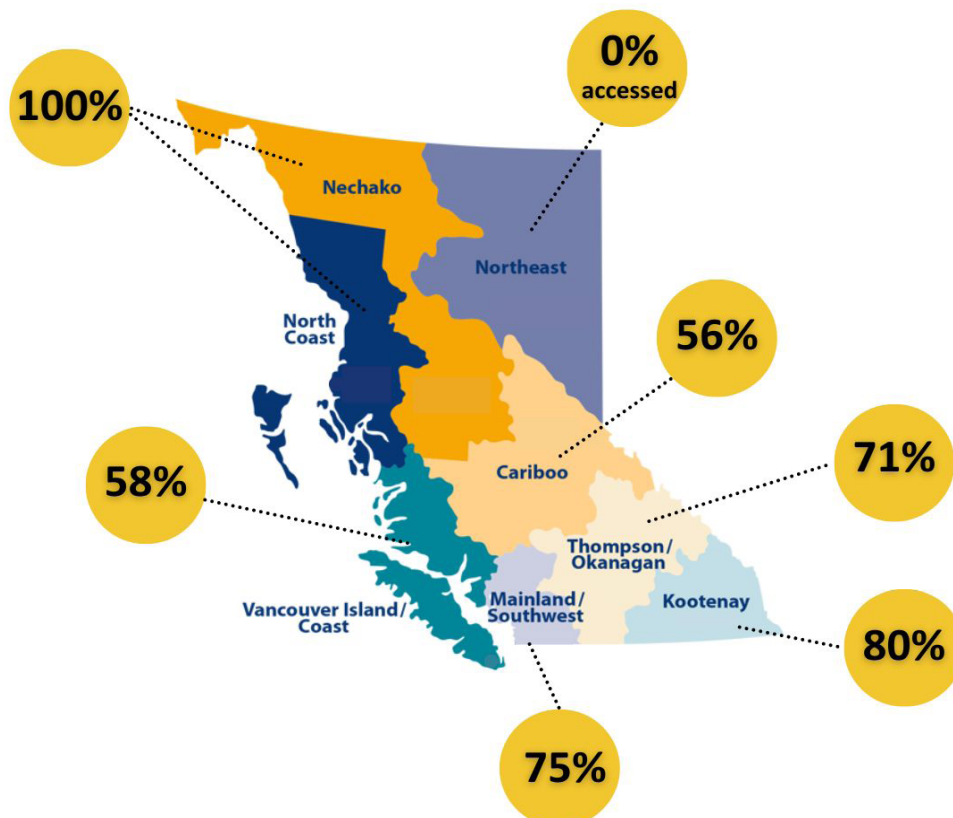 0%
accessed
100%
Nechako
Northeast
North
Coast
56%
58%
Cariboo
71%
Thompson/
Okanagan
Vancouver Island/
Coast
Mainland/
Southwest
Kootenay
80%
75%